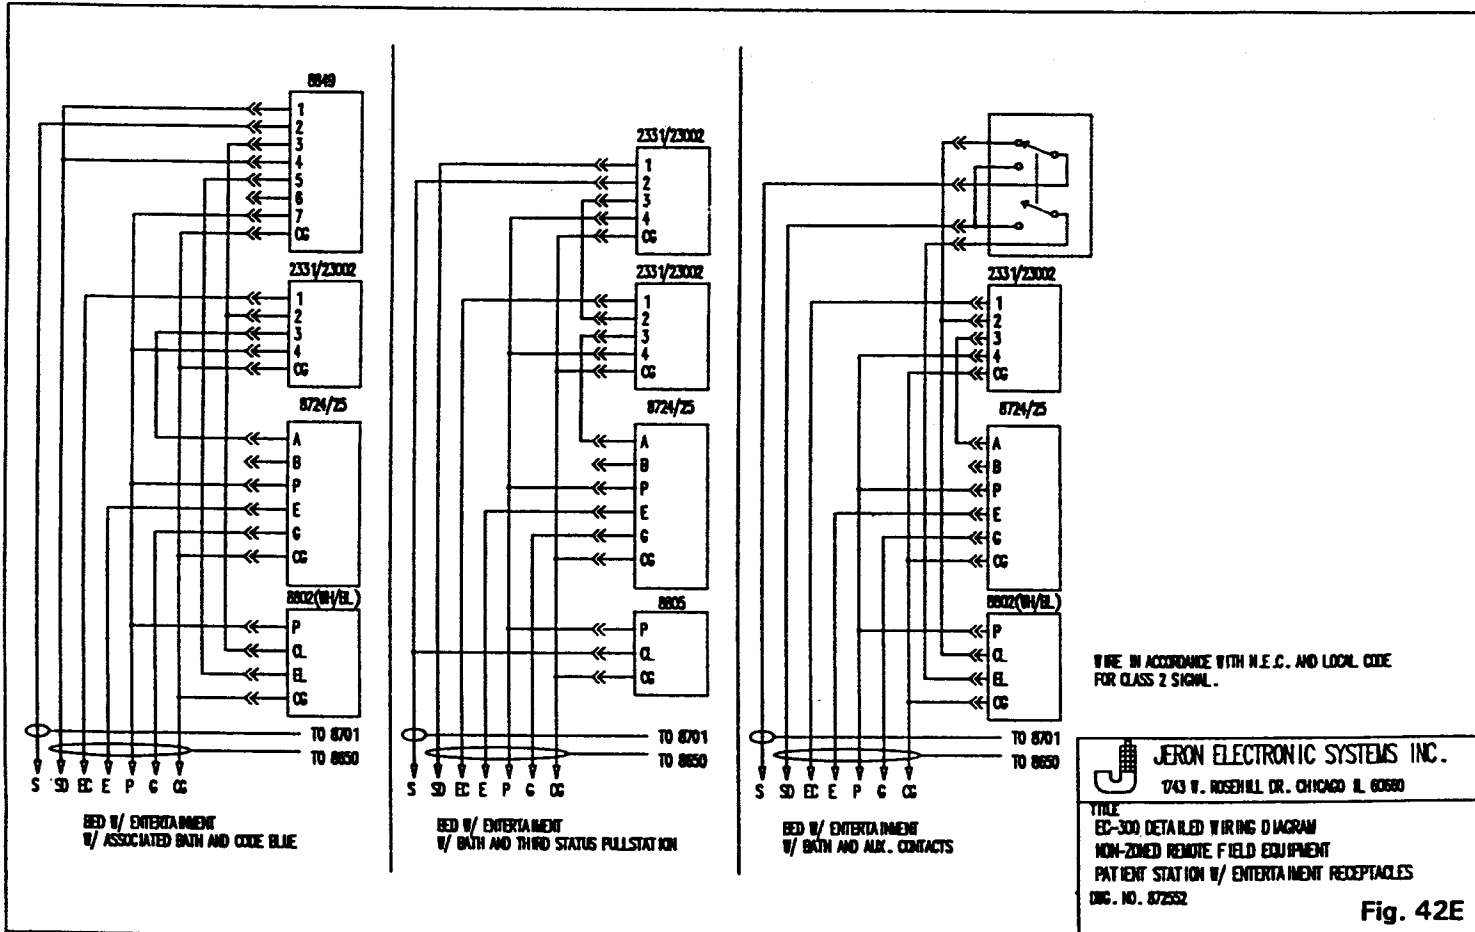 8849
1
2
3
4
5
6
7
CG
2331/23002
1
2
3
4
CG
8724/25
A
B
P
E
G
CG
8802(WH/BL)
P
CL
EL
CG
TO 8701
TO 8650
S SD EC E P G CG
BED W/ ENTERTAINMENT
W/ ASSOCIATED BATH AND CODE BLUE
2331/23002
1
2
3
4
CG
2331/23002
1
2
3
4
CG
8724/25
A
B
P
E
G
CG
8805
P
CL
CG
TO 8701
TO 8650
S SD EC E P G CG
BED W/ ENTERTAINMENT
W/ BATH AND THIRD STATUS PULLSTATION
2331/23002
1
2
3
4
CG
8724/25
A
B
P
E
G
CG
8802(WH/BL)
P
CL
EL
CG
TO 8701
TO 8650
S SD EC E P G CG
BED W/ ENTERTAINMENT
W/ BATH AND AUX. CONTACTS
WIRE IN ACCORDANCE WITH N.E.C. AND LOCAL CODE
FOR CLASS 2 SIGNAL.
J JERON ELECTRONIC SYSTEMS INC.
1743 W. ROSEHILL DR. CHICAGO IL 60660
TITLE
EC-300 DETAILED WIRING DIAGRAM
NON-ZONED REMOTE FIELD EQUIPMENT
PATIENT STATION W/ ENTERTAINMENT RECEPTACLES
DWG. NO. 872552
Fig. 42E